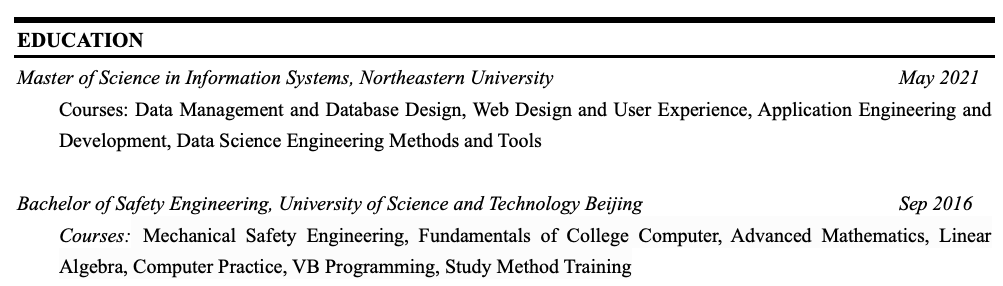 EDUCATION
Master of Science in Information Systems, Northeastern University May 2021
Courses: Data Management and Database Design, Web Design and User Experience, Application Engineering and
Development, Data Science Engineering Methods and Tools
Bachelor of Safety Engineering, University of Science and Technology Beijing Sep 2016
Courses: Mechanical Safety Engineering, Fundamentals of College Computer, Advanced Mathematics, Linear
Algebra, Computer Practice, VB Programming, Study Method Training